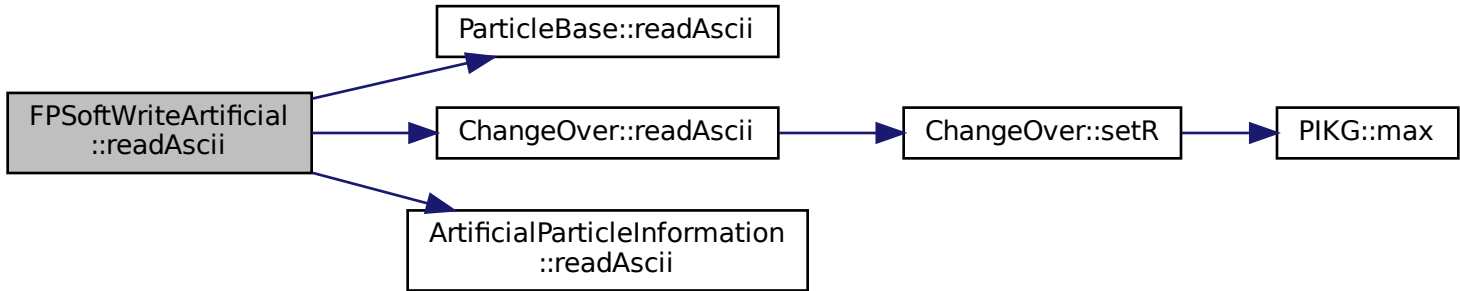 ParticleBase::readAscii
FPSoftWriteArtificial
::readAscii
ChangeOver::readAscii
ChangeOver::setR
PIKG::max
ArtificialParticleInformation
::readAscii